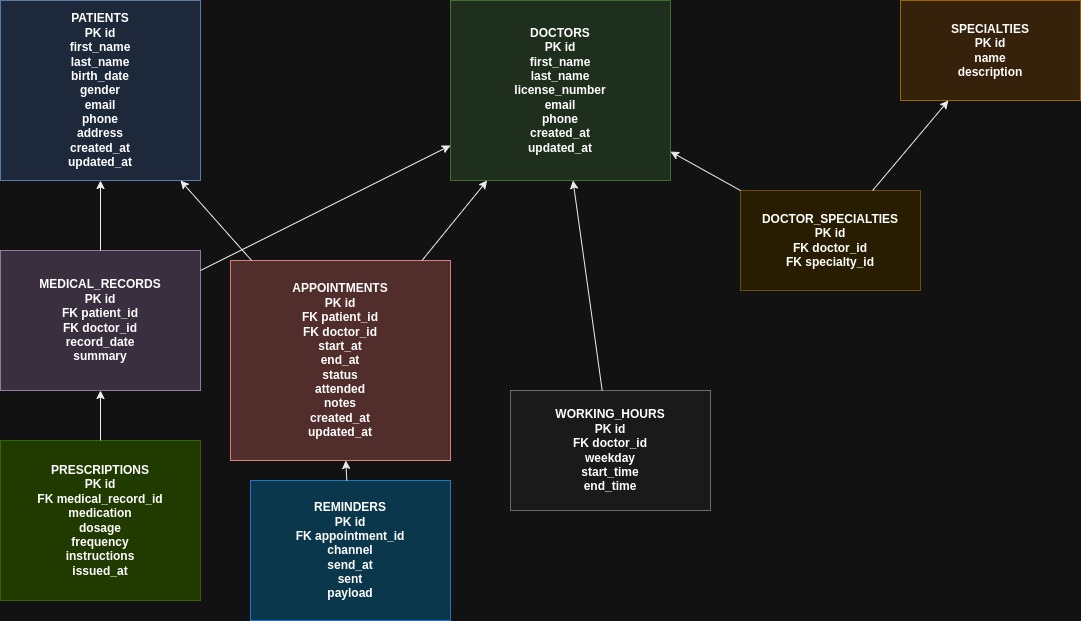 PATIENTS
PK id
first_name
last_name
birth_date
gender
email
phone
address
created_at
updated_at
DOCTORS
PK id
first_name
last_name
license_number
email
phone
created_at
updated_at
SPECIALTIES
PK id
name
description
DOCTOR_SPECIALTIES
PK id
FK doctor_id
FK specialty_id
MEDICAL_RECORDS
PK id
FK patient_id
FK doctor_id
record_date
summary
APPOINTMENTS
PK id
FK patient_id
FK doctor_id
start_at
end_at
status
attended
notes
created_at
updated_at
WORKING_HOURS
PK id
FK doctor_id
weekday
start_time
end_time
PRESCRIPTIONS
PK id
FK medical_record_id
medication
dosage
frequency
instructions
issued_at
REMINDERS
PK id
FK appointment_id
channel
send_at
sent
payload